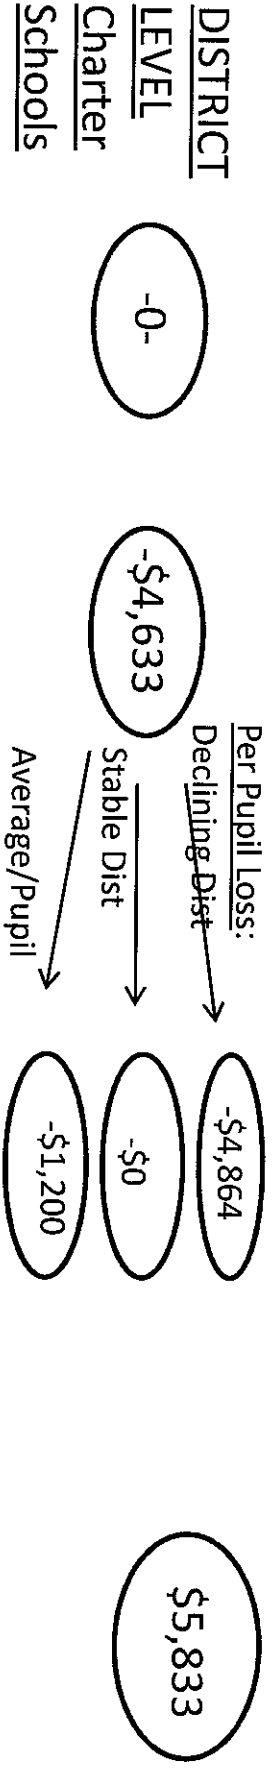 DISTRICT
LEVEL
Charter
Schools
-0-
-$4,633
Per Pupil Loss:
Declining Dist
Stable Dist
Average/Pupil
-$4,864
-$0
-$1,200
$5,833